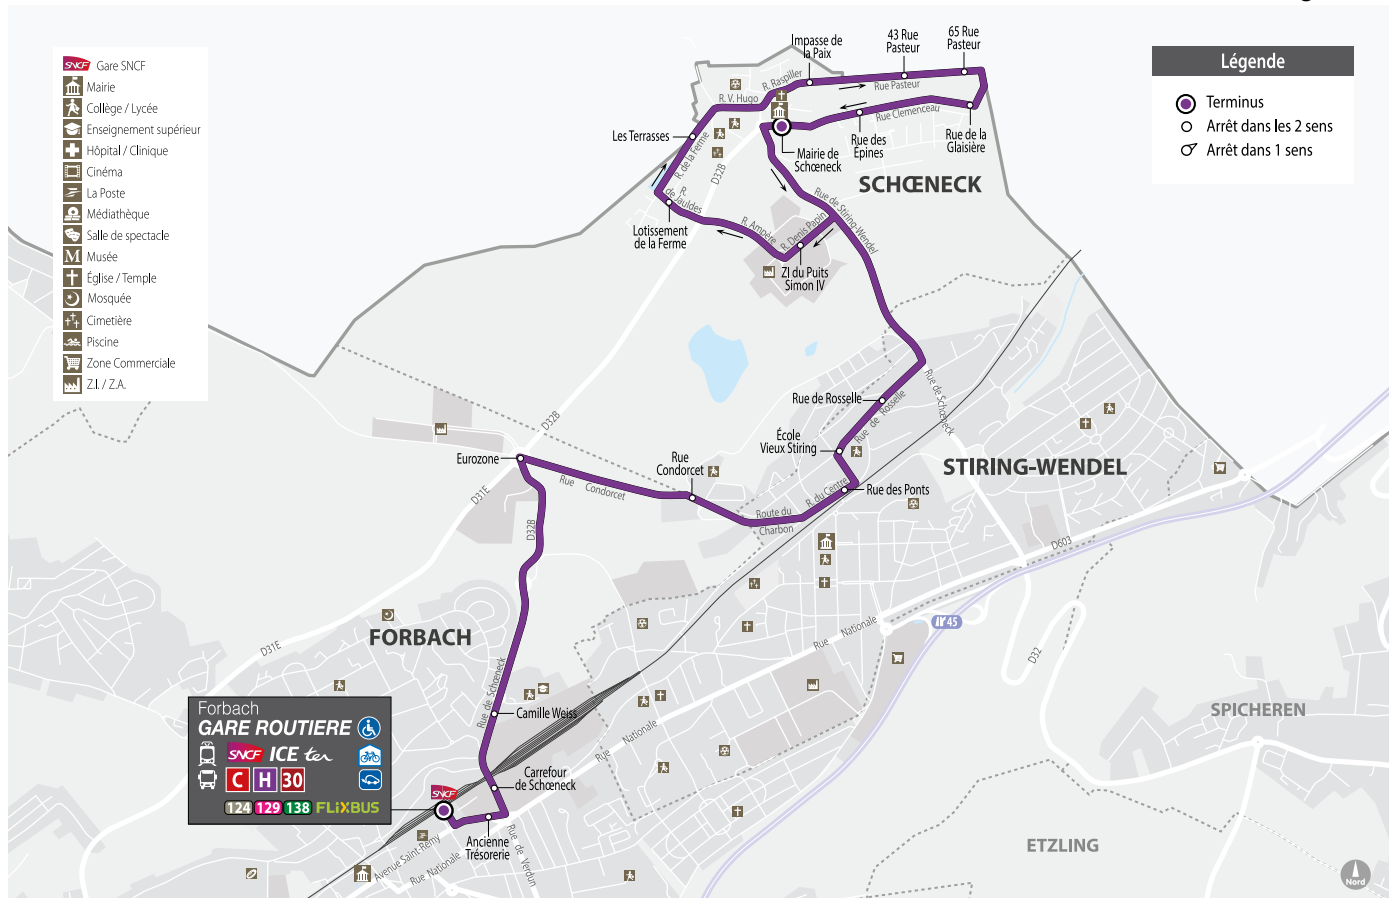 SNCF Gare SNCF
Mairie
Collège / Lycée
Enseignement supérieur
Hôpital / Clinique
Cinéma
La Poste
Médiathèque
Salle de spectacle
M Musée
Église / Temple
Mosquée
Cimetière
Piscine
Zone Commerciale
Z.I. / Z.A.
Légende
Terminus
Arrêt dans les 2 sens
Arrêt dans 1 sens
Impasse de
la Paix
43 Rue
Pasteur
65 Rue
Pasteur
R. Raspiller
Rue Pasteur
R. V. Hugo
Rue Clemenceau
Les Terrasses
R. de la Ferme
D32B
Mairie de
Schœneck
Rue des
Épines
Rue de la
Glaisière
SCHŒNECK
R.
de Jauldes
Lotissement
de la Ferme
R. Ampère
R. Denis Papin
Rue de Stiring-Wendel
ZI du Puits
Simon IV
Rue de Rosselle
Rue de Rosselle
Rue de Schœneck
École
Vieux Stiring
STIRING-WENDEL
D32B
Eurozone
Rue
Condorcet
Rue Condorcet
D31E
D32B
R. du Centre
Rue des Ponts
Route du
Charbon
D603
45
Rue Nationale
D32
FORBACH
D31E
Rue de Schœneck
Camille Weiss
Rue Nationale
SPICHEREN
Forbach
GARE ROUTIERE
SNCF ICE ter
C H 30
124 129 138 FLiXBUS
SNCF
Carrefour
de Schœneck
Ancienne
Trésorerie
Avenue Saint-Rémy
Rue Nationale
Rue de Verdun
ETZLING
Nord